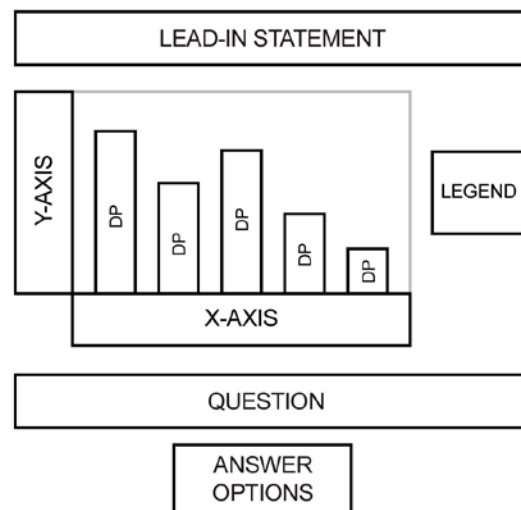 LEAD-IN STATEMENT
Y-AXIS
DP
DP
DP
DP
DP
LEGEND
X-AXIS
QUESTION
ANSWER
OPTIONS